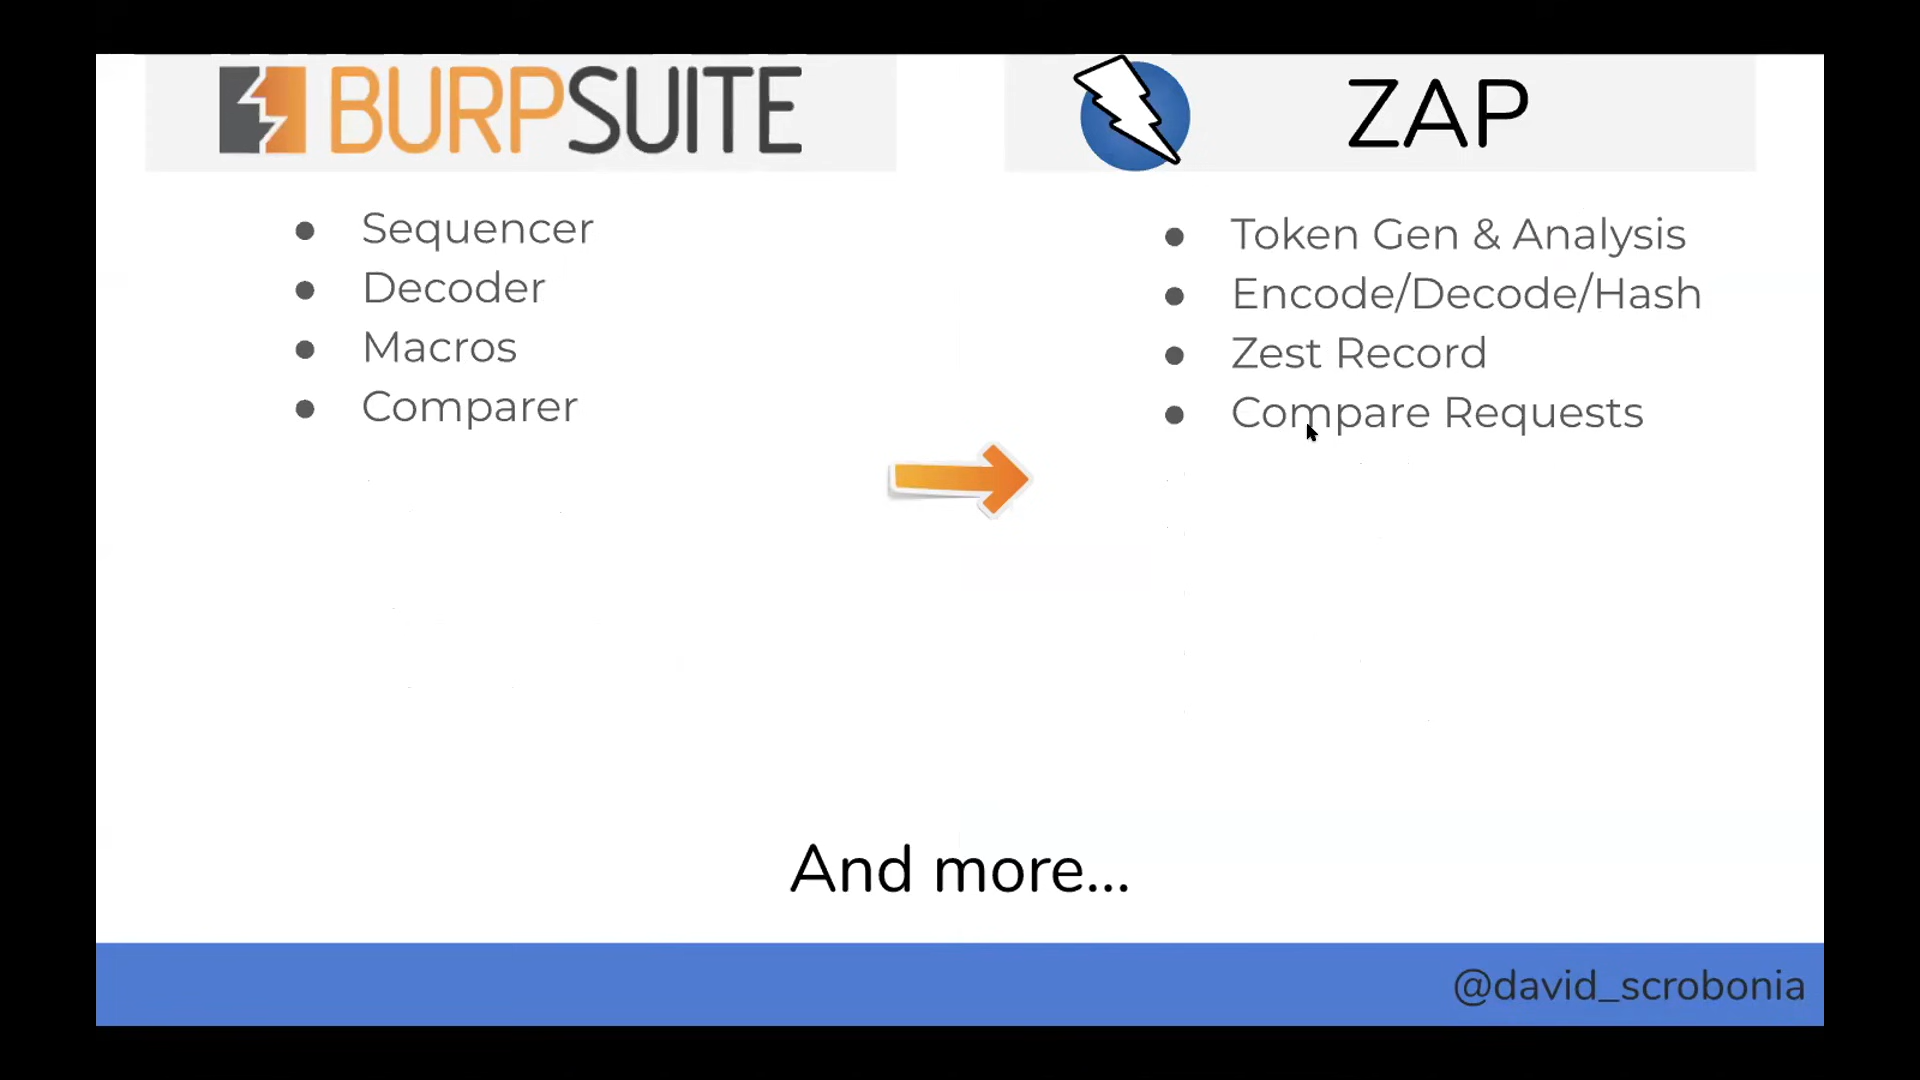 BURPSUITE
ZAP
● Sequencer
● Decoder
● Macros
● Comparer
● Token Gen & Analysis
● Encode/Decode/Hash
● Zest Record
● Compare Requests
And more...
@david_scrobonia